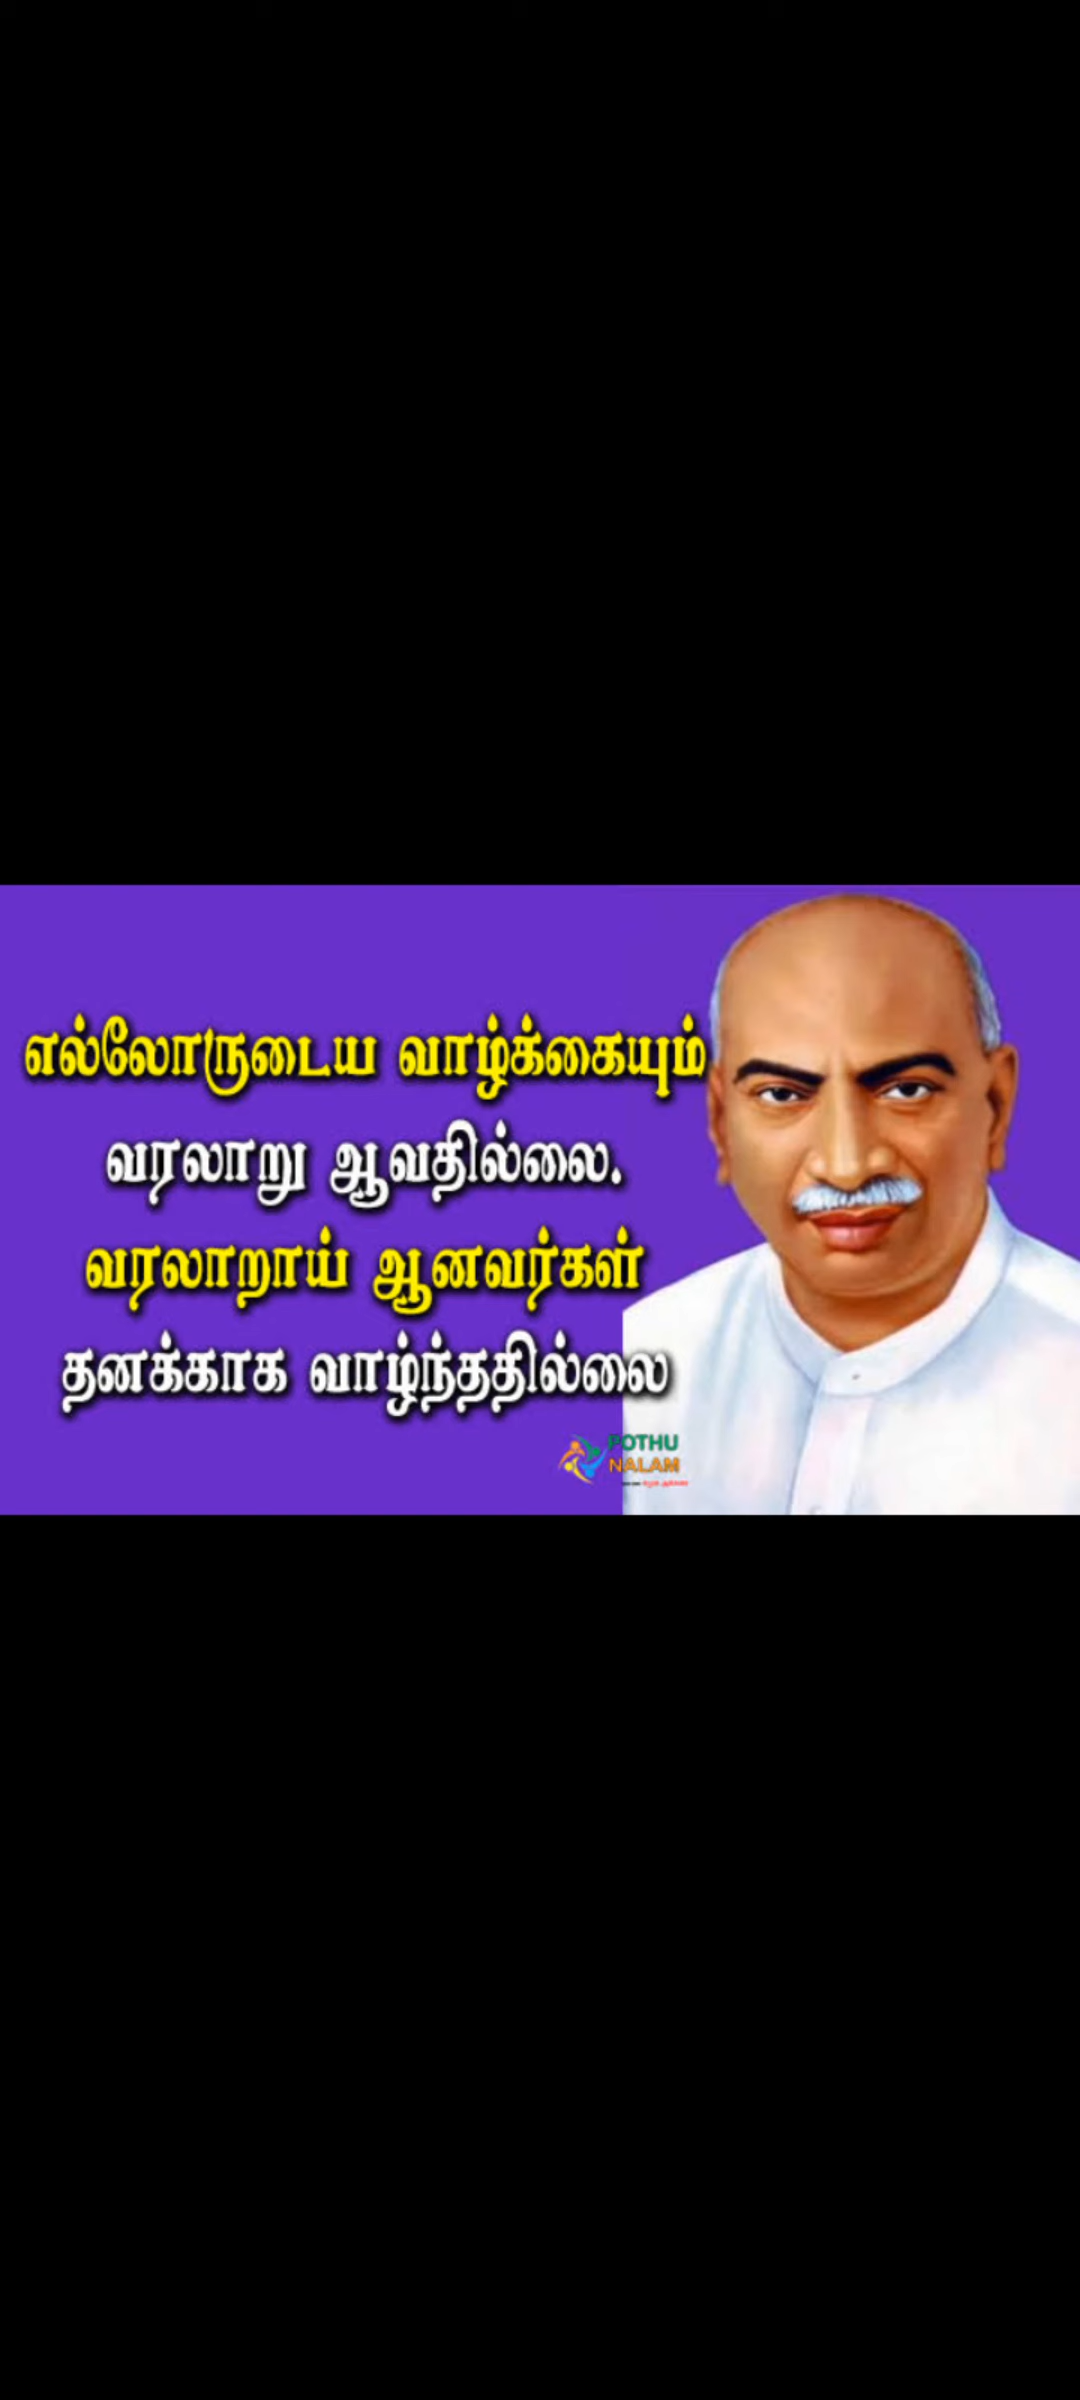 எல்லோருடைய வாழ்க்கையும்
வரலாறு ஆவதில்லை.
வரலாறாய் ஆனவர்கள்
தனக்காக வாழ்ந்ததில்லை
POTHU
NALAM